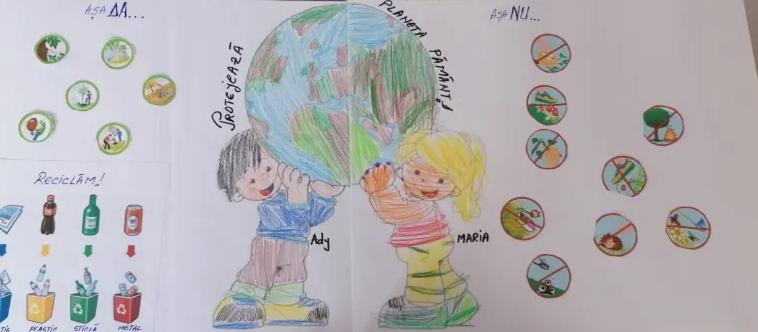 AȘA DA...
AȘA NU...
PROTEJEAZĂ
PLANETA PĂMÂNT!
RECICLĂM!
Ady
MARIA
PLASTIC
STICLĂ
METAL